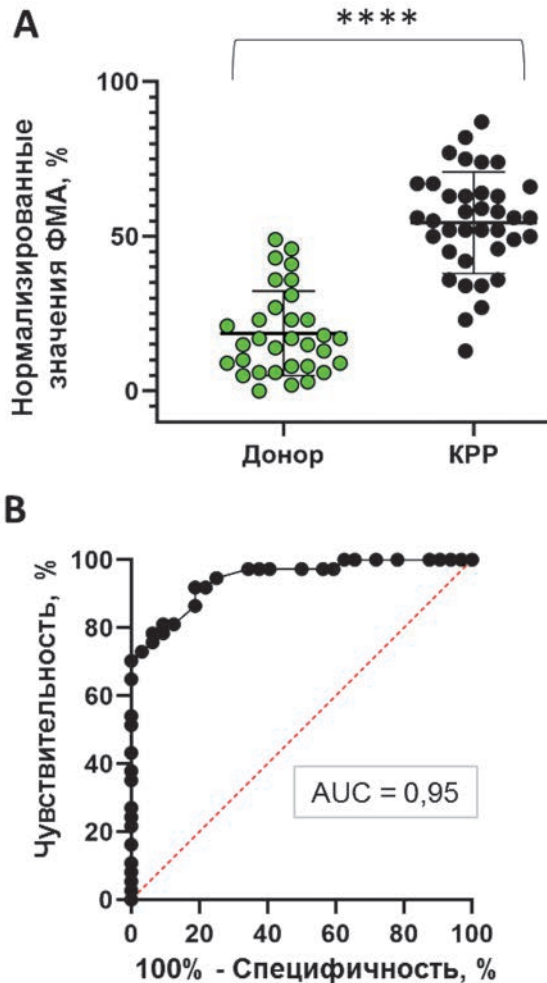 A
****
Нормализированные
значения ФМА, %
100
50
0
Донор
КРР
B
Чувствительность, %
100
80
60
40
20
0
AUC = 0,95
0
20
40
60
80
100
100% - Специфичность, %